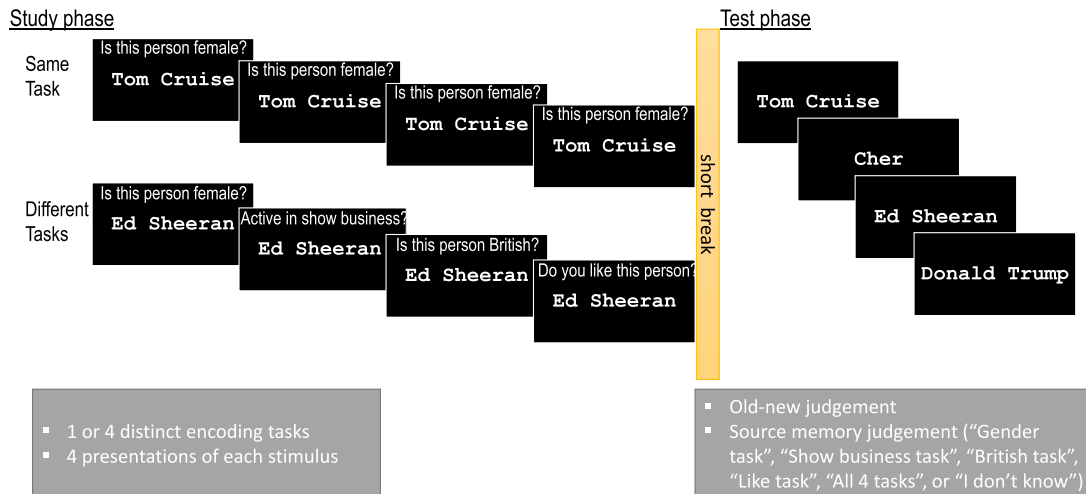 Study phase
Test phase
Same
Task
Is this person female?
Tom Cruise
Is this person female?
Tom Cruise
Is this person female?
Tom Cruise
Is this person female?
Tom Cruise
Different
Tasks
Is this person female?
Ed Sheeran
Active in show business?
Ed Sheeran
Is this person British?
Ed Sheeran
Do you like this person?
Ed Sheeran
short break
Tom Cruise
Cher
Ed Sheeran
Donald Trump
▪ 1 or 4 distinct encoding tasks
▪ 4 presentations of each stimulus
▪ Old-new judgement
▪ Source memory judgement (“Gender
task”, “Show business task”, “British task”,
“Like task”, “All 4 tasks”, or “I don’t know”)